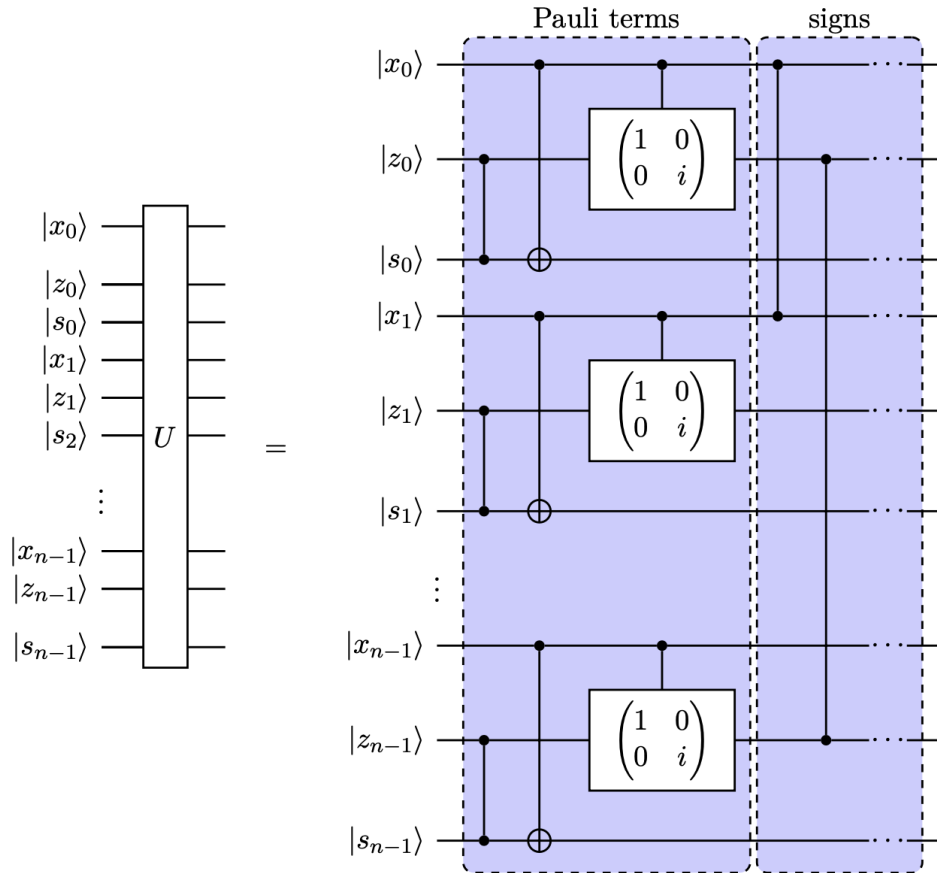 Pauli terms
signs
|x₀⟩
|z₀⟩
|s₀⟩
|x₁⟩
|z₁⟩
|s₂⟩
⋮
|xₙ₋₁⟩
|zₙ₋₁⟩
|sₙ₋₁⟩
U
=
|x₀⟩ ···
|z₀⟩ (1 0 ···
0 i)
|s₀⟩ ···
|x₁⟩ ···
|z₁⟩ (1 0 ···
0 i)
|s₁⟩ ···
⋮
|xₙ₋₁⟩ ···
|zₙ₋₁⟩ (1 0 ···
0 i)
|sₙ₋₁⟩ ···